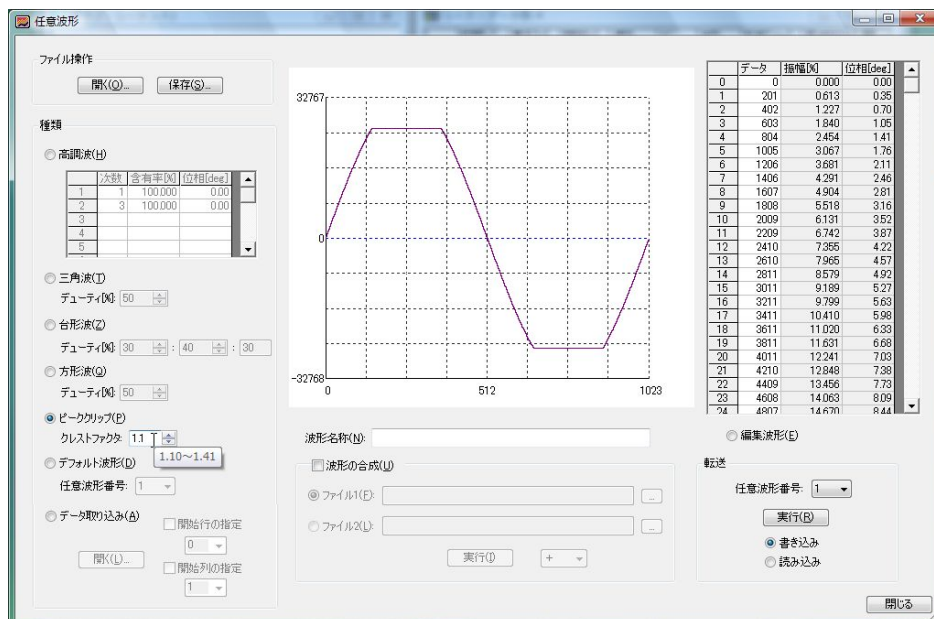 任意波形
ファイル操作
開く(O)...
保存(S)...
種類
高調波(H)
次数 含有率[%] 位相[deg]
1 1 100.000 0.00
2 3 100.000 0.00
3
4
5
三角波(T)
デューティ[%]: 50
台形波(Z)
デューティ[%]: 30 : 40 : 30
方形波(Q)
デューティ[%]: 50
ピーククリップ(P)
クレストファクタ: 1.1
1.10～1.41
デフォルト波形(D)
任意波形番号: 1
データ取り込み(A)
開く(L)...
開始行の指定
0
開始列の指定
1
32767
0
-32768
0 512 1023
波形名称(N):
波形の合成(U)
ファイル1(F):
...
ファイル2(L):
...
実行(I)
+
データ 振幅[%] 位相[deg]
0 0 0.000 0.00
1 201 0.613 0.35
2 402 1.227 0.70
3 603 1.840 1.05
4 804 2.454 1.41
5 1005 3.067 1.76
6 1206 3.681 2.11
7 1406 4.291 2.46
8 1607 4.904 2.81
9 1808 5.518 3.16
10 2009 6.131 3.52
11 2209 6.742 3.87
12 2410 7.355 4.22
13 2610 7.965 4.57
14 2811 8.579 4.92
15 3011 9.189 5.27
16 3211 9.799 5.63
17 3411 10.410 5.98
18 3611 11.020 6.33
19 3811 11.631 6.68
20 4011 12.241 7.03
21 4210 12.848 7.38
22 4409 13.456 7.73
23 4608 14.063 8.09
24 4807 14.670 8.44
編集波形(E)
転送
任意波形番号: 1
実行(R)
書き込み
読み込み
閉じる